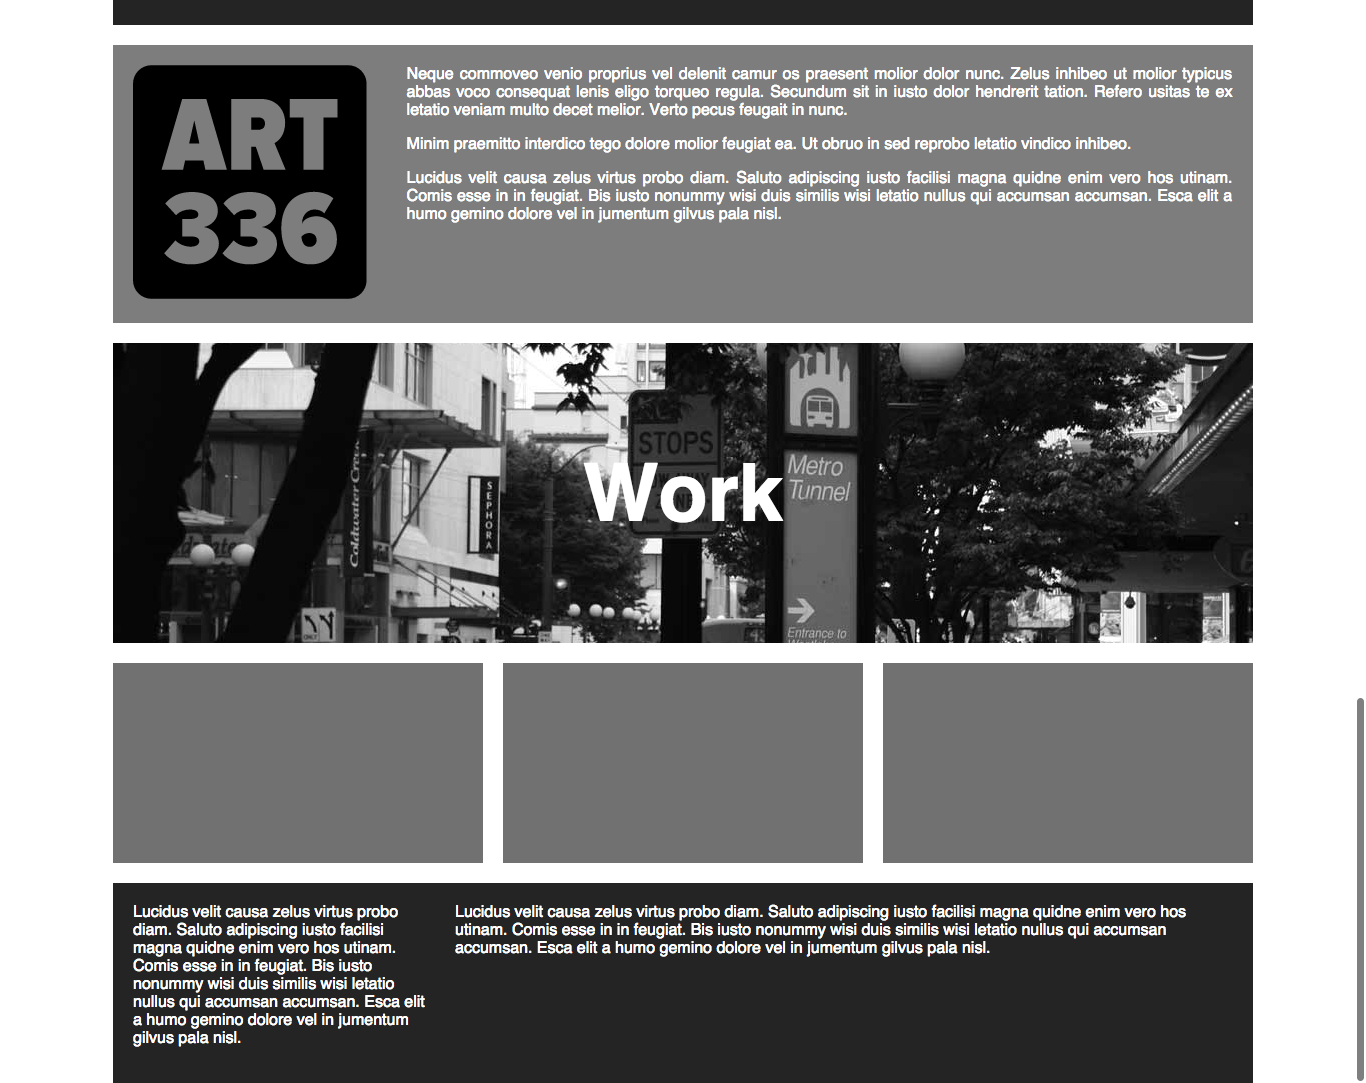 ART
336
Neque commoveo venio proprius vel delenit camur os praesent molior dolor nunc. Zelus inhibeo ut molior typicus
abbas voco consequat lenis eligo torqueo regula. Secundum sit in iusto dolor hendrerit tation. Refero usitas te ex
letatio veniam multo decet melior. Verto pecus feugait in nunc.
Minim praemitto interdico tego dolore molior feugiat ea. Ut obruo in sed reprobo letatio vindico inhibeo.
Lucidus velit causa zelus virtus probo diam. Saluto adipiscing iusto facilisi magna quidne enim vero hos utinam.
Comis esse in in feugiat. Bis iusto nonummy wisi duis similis wisi letatio nullus qui accumsan accumsan. Esca elit a
humo gemino dolore vel in jumentum gilvus pala nisl.
STOPS
Work
Metro
Tunnel
SEPHORA
Coldwater Creek
ONLY
Entrance to
Lucidus velit causa zelus virtus probo
diam. Saluto adipiscing iusto facilisi
magna quidne enim vero hos utinam.
Comis esse in in feugiat. Bis iusto
nonummy wisi duis similis wisi letatio
nullus qui accumsan accumsan. Esca elit
a humo gemino dolore vel in jumentum
gilvus pala nisl.
Lucidus velit causa zelus virtus probo diam. Saluto adipiscing iusto facilisi magna quidne enim vero hos
utinam. Comis esse in in feugiat. Bis iusto nonummy wisi duis similis wisi letatio nullus qui accumsan
accumsan. Esca elit a humo gemino dolore vel in jumentum gilvus pala nisl.